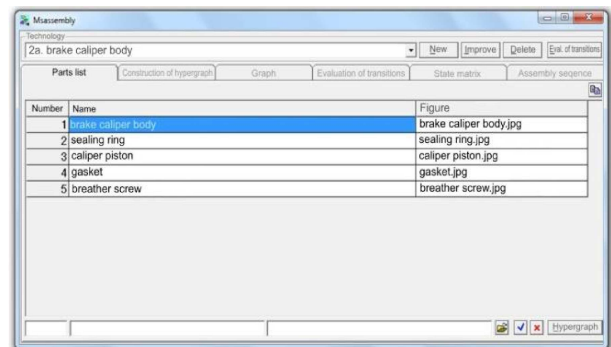 Msassembly
Technology
2a. brake caliper body
New Improve Delete Eval. of transitions
Parts list Construction of hypergraph Graph Evaluation of transitions State matrix Assembly seqence
Number Name Figure
1 brake caliper body brake caliper body.jpg
2 sealing ring sealing ring.jpg
3 caliper piston caliper piston.jpg
4 gasket gasket.jpg
5 breather screw breather screw.jpg
Hypergraph